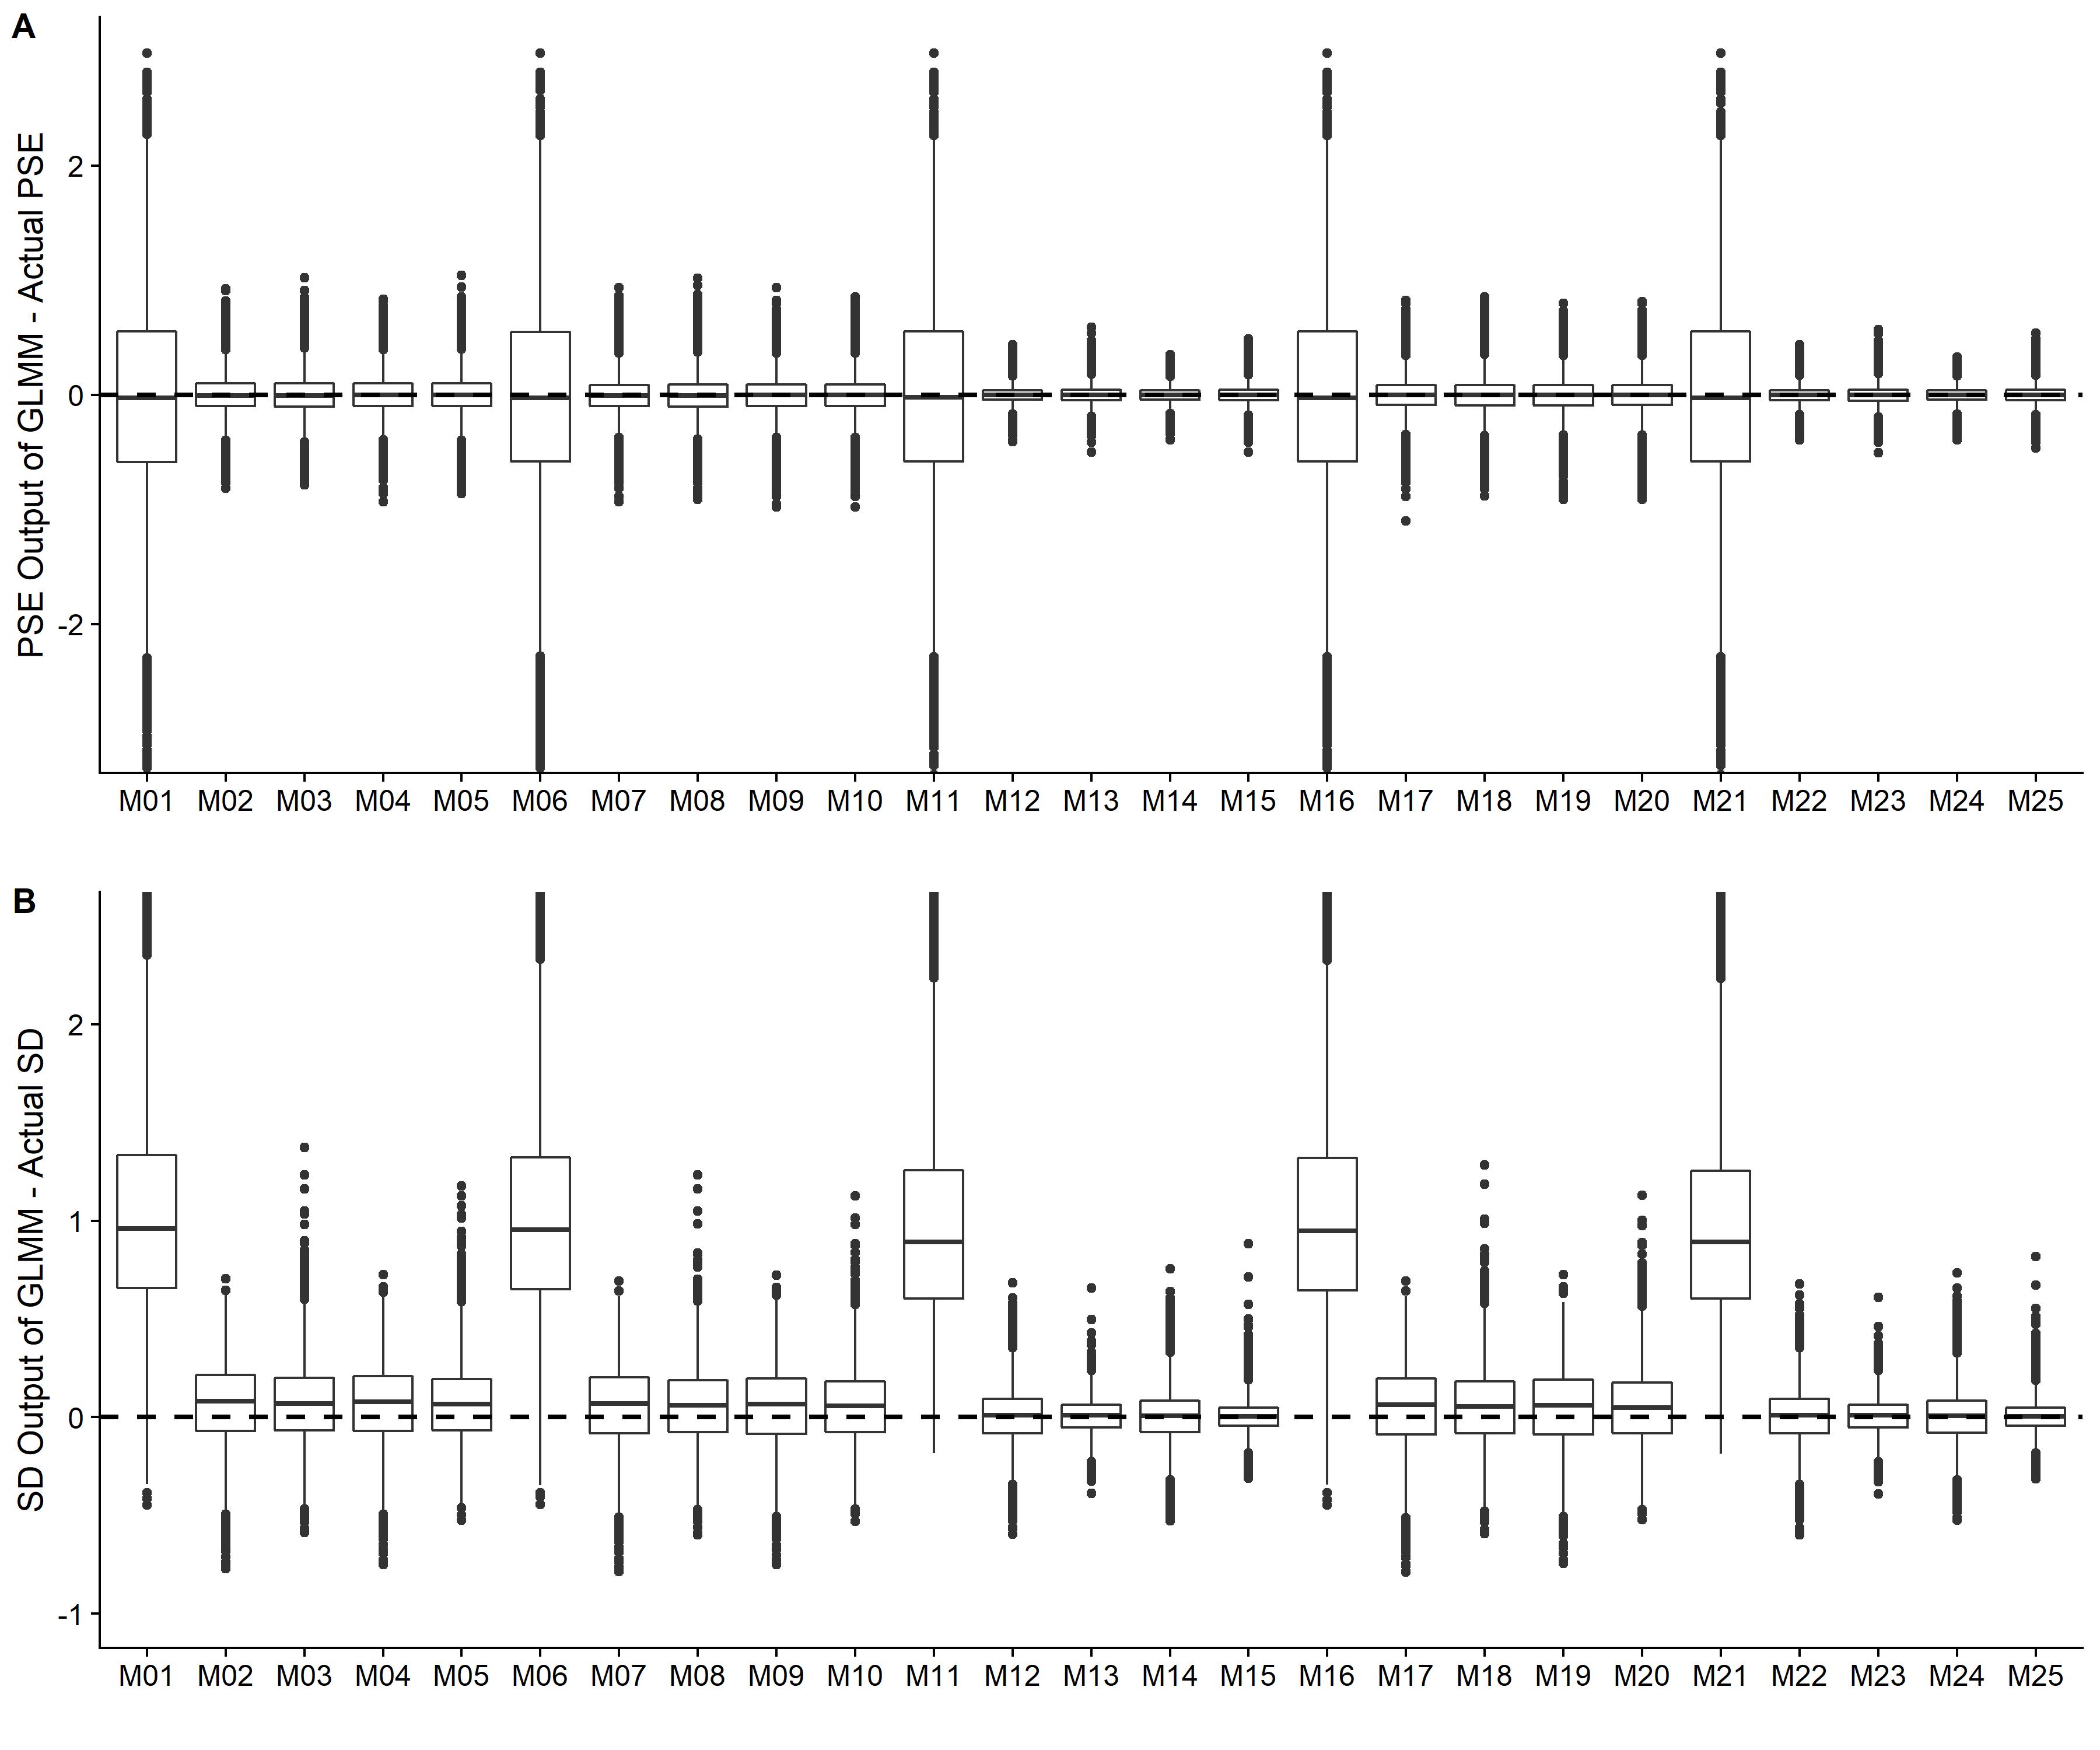 A
PSE Output of GLMM - Actual PSE
2
0
-2
M01 M02 M03 M04 M05 M06 M07 M08 M09 M10 M11 M12 M13 M14 M15 M16 M17 M18 M19 M20 M21 M22 M23 M24 M25
B
SD Output of GLMM - Actual SD
2
1
0
-1
M01 M02 M03 M04 M05 M06 M07 M08 M09 M10 M11 M12 M13 M14 M15 M16 M17 M18 M19 M20 M21 M22 M23 M24 M25